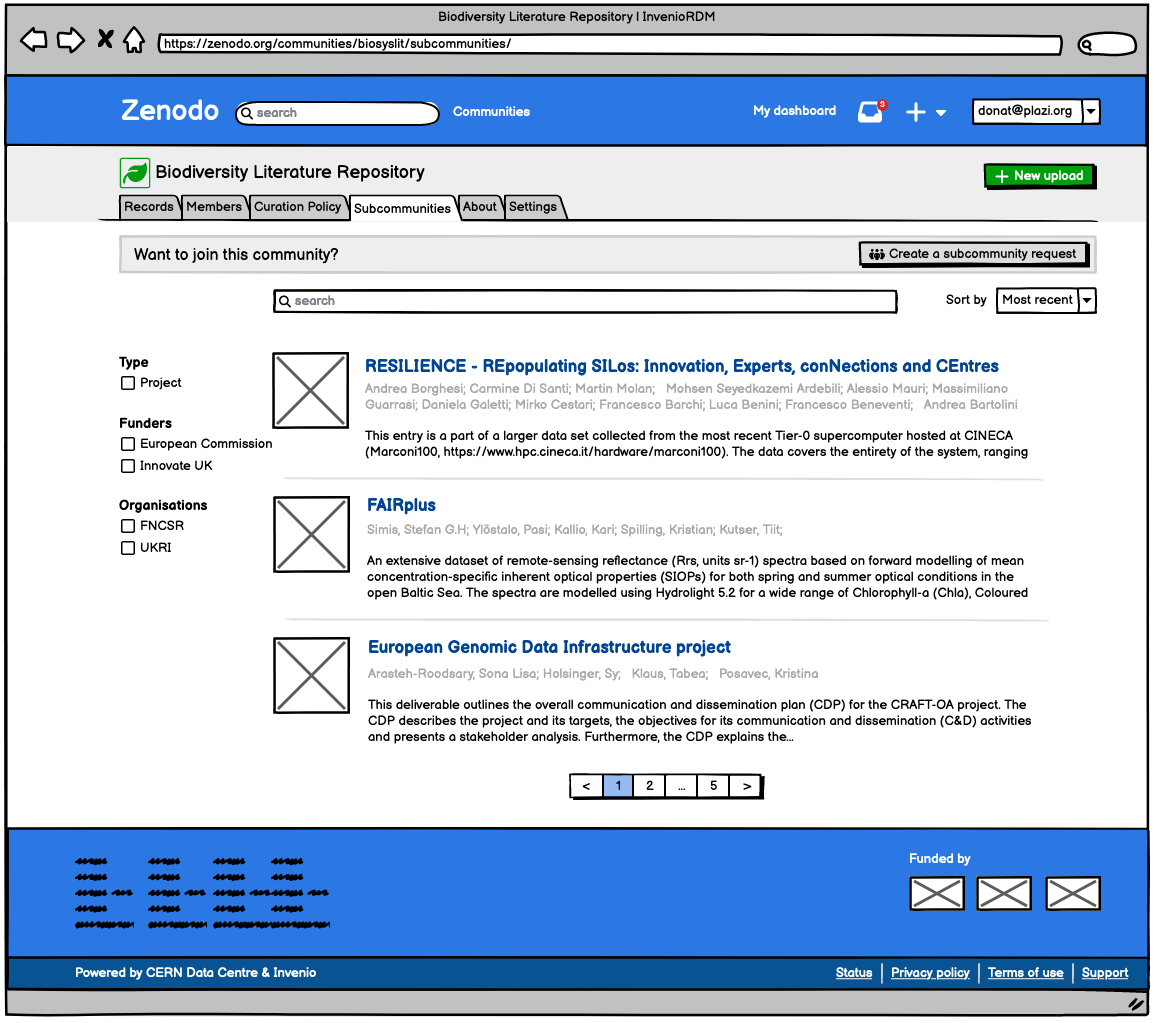 Biodiversity Literature Repository | InvenioRDM
https://zenodo.org/communities/biosyslit/subcommunities/
Zenodo
search
Communities
My dashboard
3
donat@plazi.org
Biodiversity Literature Repository
New upload
Records Members Curation Policy Subcommunities About Settings
Want to join this community?
Create a subcommunity request
search
Sort by Most recent
Type
Project
Funders
European Commission
Innovate UK
Organisations
FNCSR
UKRI
RESILIENCE - REpopulating SILos: Innovation, Experts, conNections and CEntres
Andrea Borghesi; Carmine Di Santi; Martin Molan; Mohsen Seyedkazemi Ardebili; Alessio Mauri; Massimiliano
Guarrasi; Daniela Galetti; Mirko Cestari; Francesco Barchi; Luca Benini; Francesco Beneventi; Andrea Bartolini
This entry is a part of a larger data set collected from the most recent Tier-0 supercomputer hosted at CINECA
(Marconi100, https://www.hpc.cineca.it/hardware/marconi100). The data covers the entirety of the system, ranging
FAIRplus
Simis, Stefan G.H; Ylöstalo, Pasi; Kallio, Kari; Spilling, Kristian; Kutser, Tiit;
An extensive dataset of remote-sensing reflectance (Rrs, units sr-1) spectra based on forward modelling of mean
concentration-specific inherent optical properties (SIOPs) for both spring and summer optical conditions in the
open Baltic Sea. The spectra are modelled using Hydrolight 5.2 for a wide range of Chlorophyll-a (Chla), Coloured
European Genomic Data Infrastructure project
Arasteh-Roodsary, Sona Lisa; Holsinger, Sy; Klaus, Tabea; Posavec, Kristina
This deliverable outlines the overall communication and dissemination plan (CDP) for the CRAFT-OA project. The
CDP describes the project and its targets, the objectives for its communication and dissemination (C&D) activities
and presents a stakeholder analysis. Furthermore, the CDP explains the...
< 1 2 ... 5 >
Funded by
Powered by CERN Data Centre & Invenio
Status Privacy policy Terms of use Support